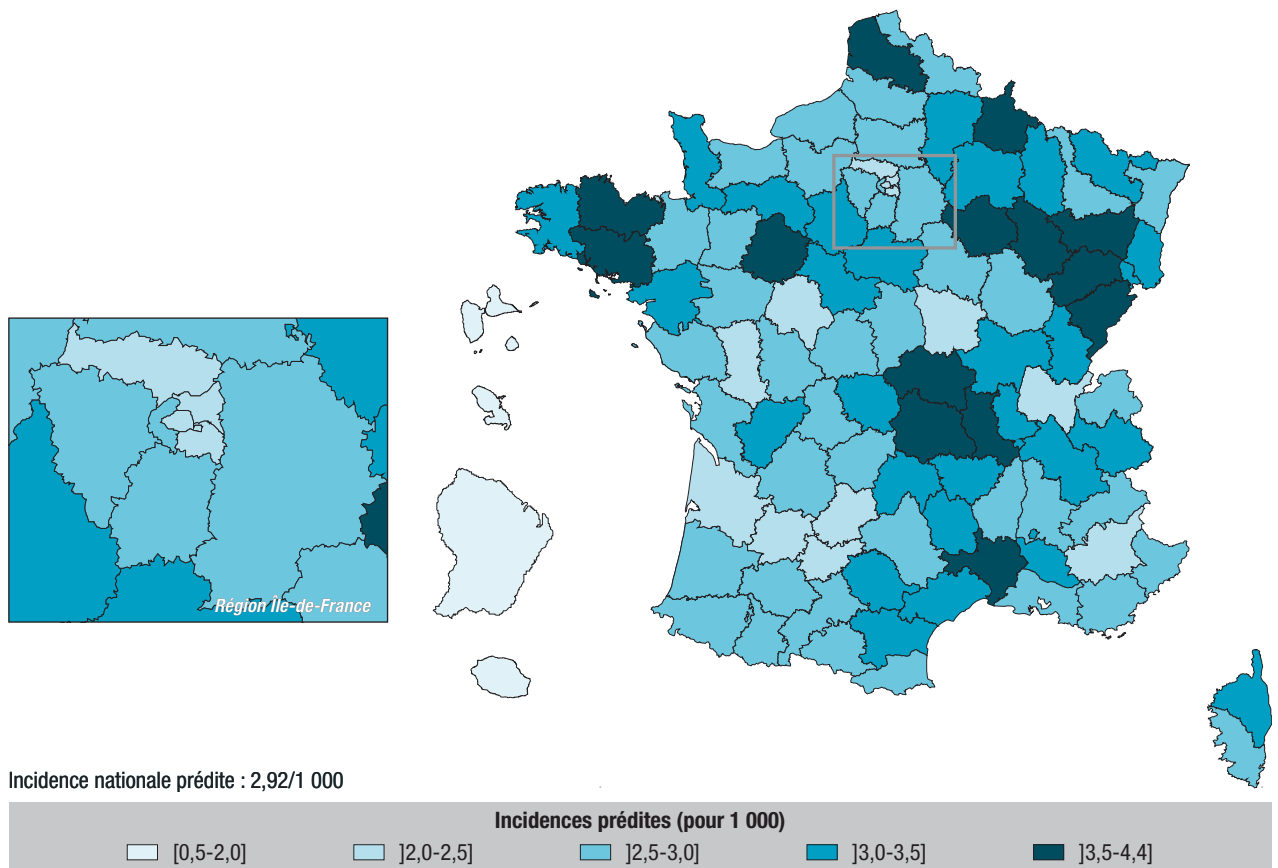 Région Île-de-France
Incidence nationale prédite : 2,92/1 000
Incidences prédites (pour 1 000)
[0,5-2,0] ]2,0-2,5] ]2,5-3,0] ]3,0-3,5] ]3,5-4,4]